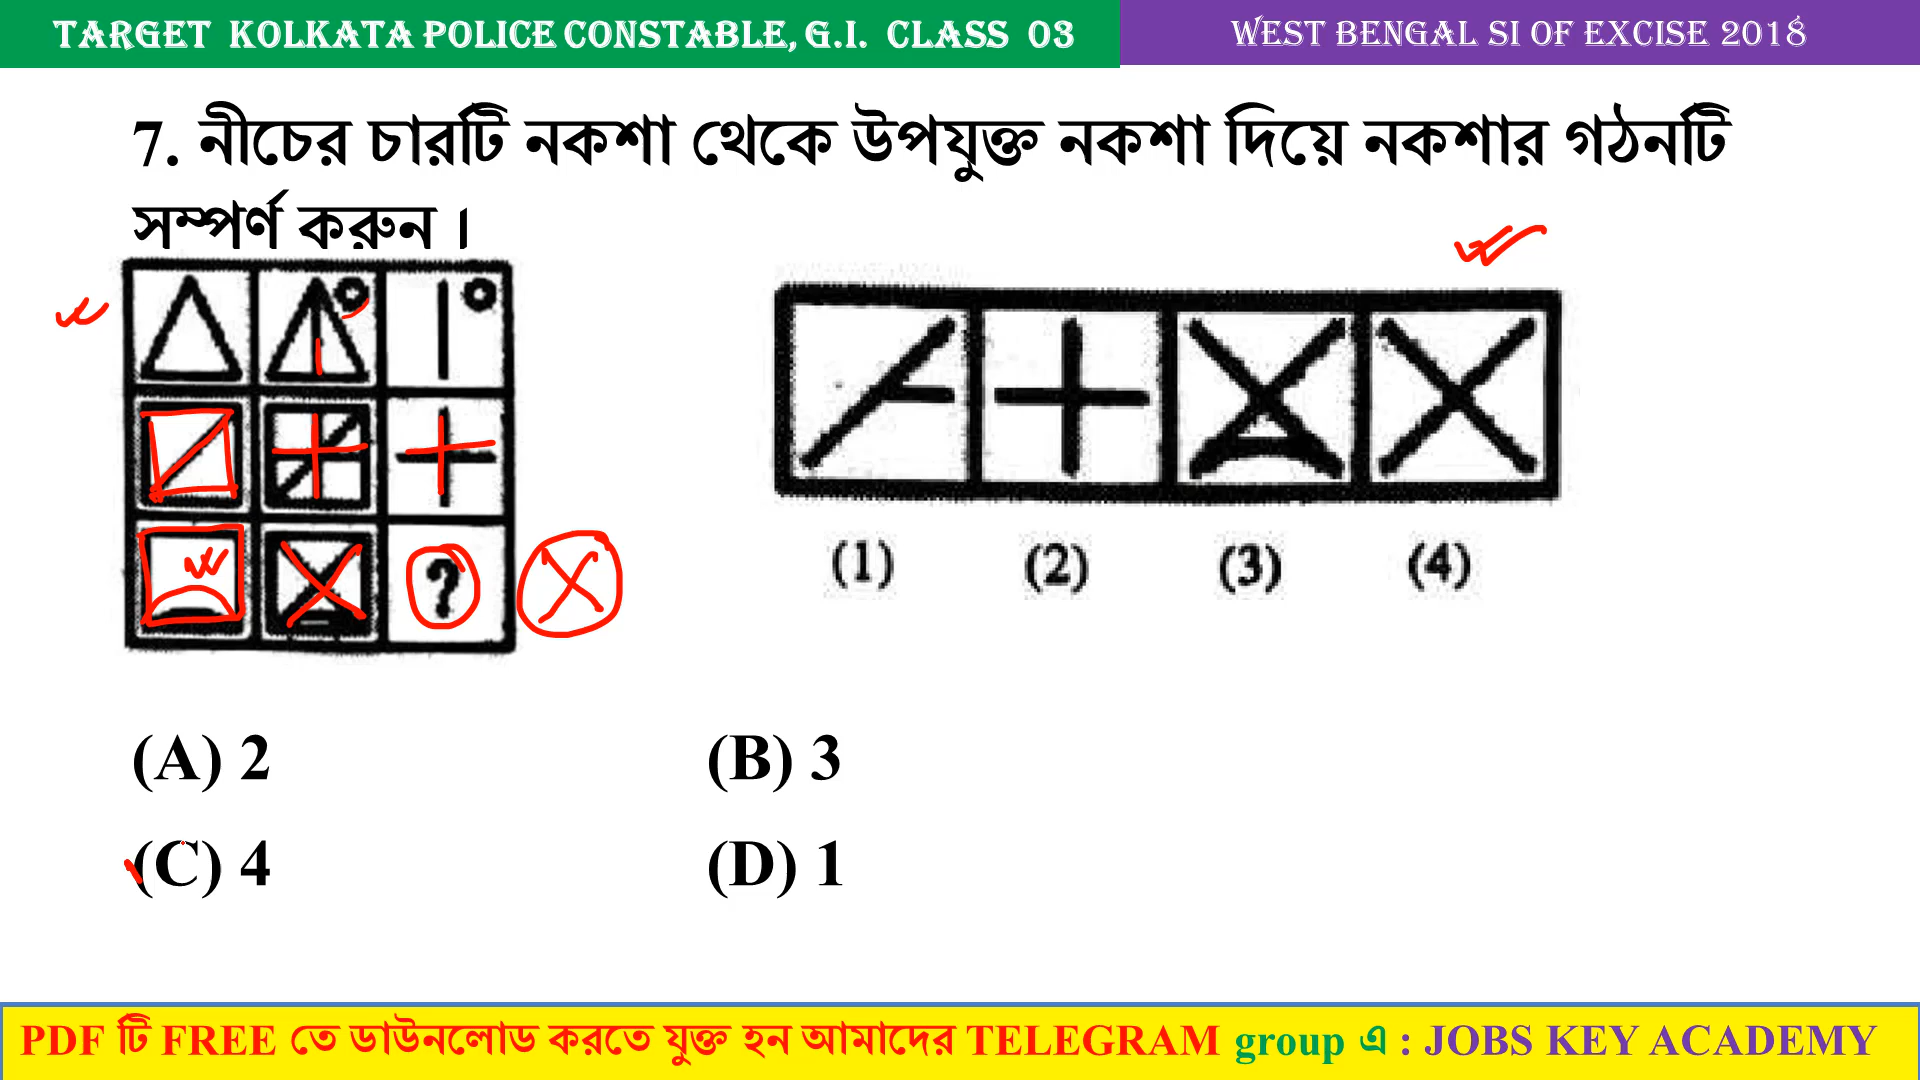 TARGET KOLKATA POLICE CONSTABLE, G.I. CLASS 03
WEST BENGAL SI OF EXCISE 2018
7. নীচের চারটি নকশা থেকে উপযুক্ত নকশা দিয়ে নকশার গঠনটি
সম্পর্ণ করুন।
?
(1) (2) (3) (4)
(A) 2 (B) 3
(C) 4 (D) 1
PDF টি FREE তে ডাউনলোড করতে যুক্ত হন আমাদের TELEGRAM group এ : JOBS KEY ACADEMY